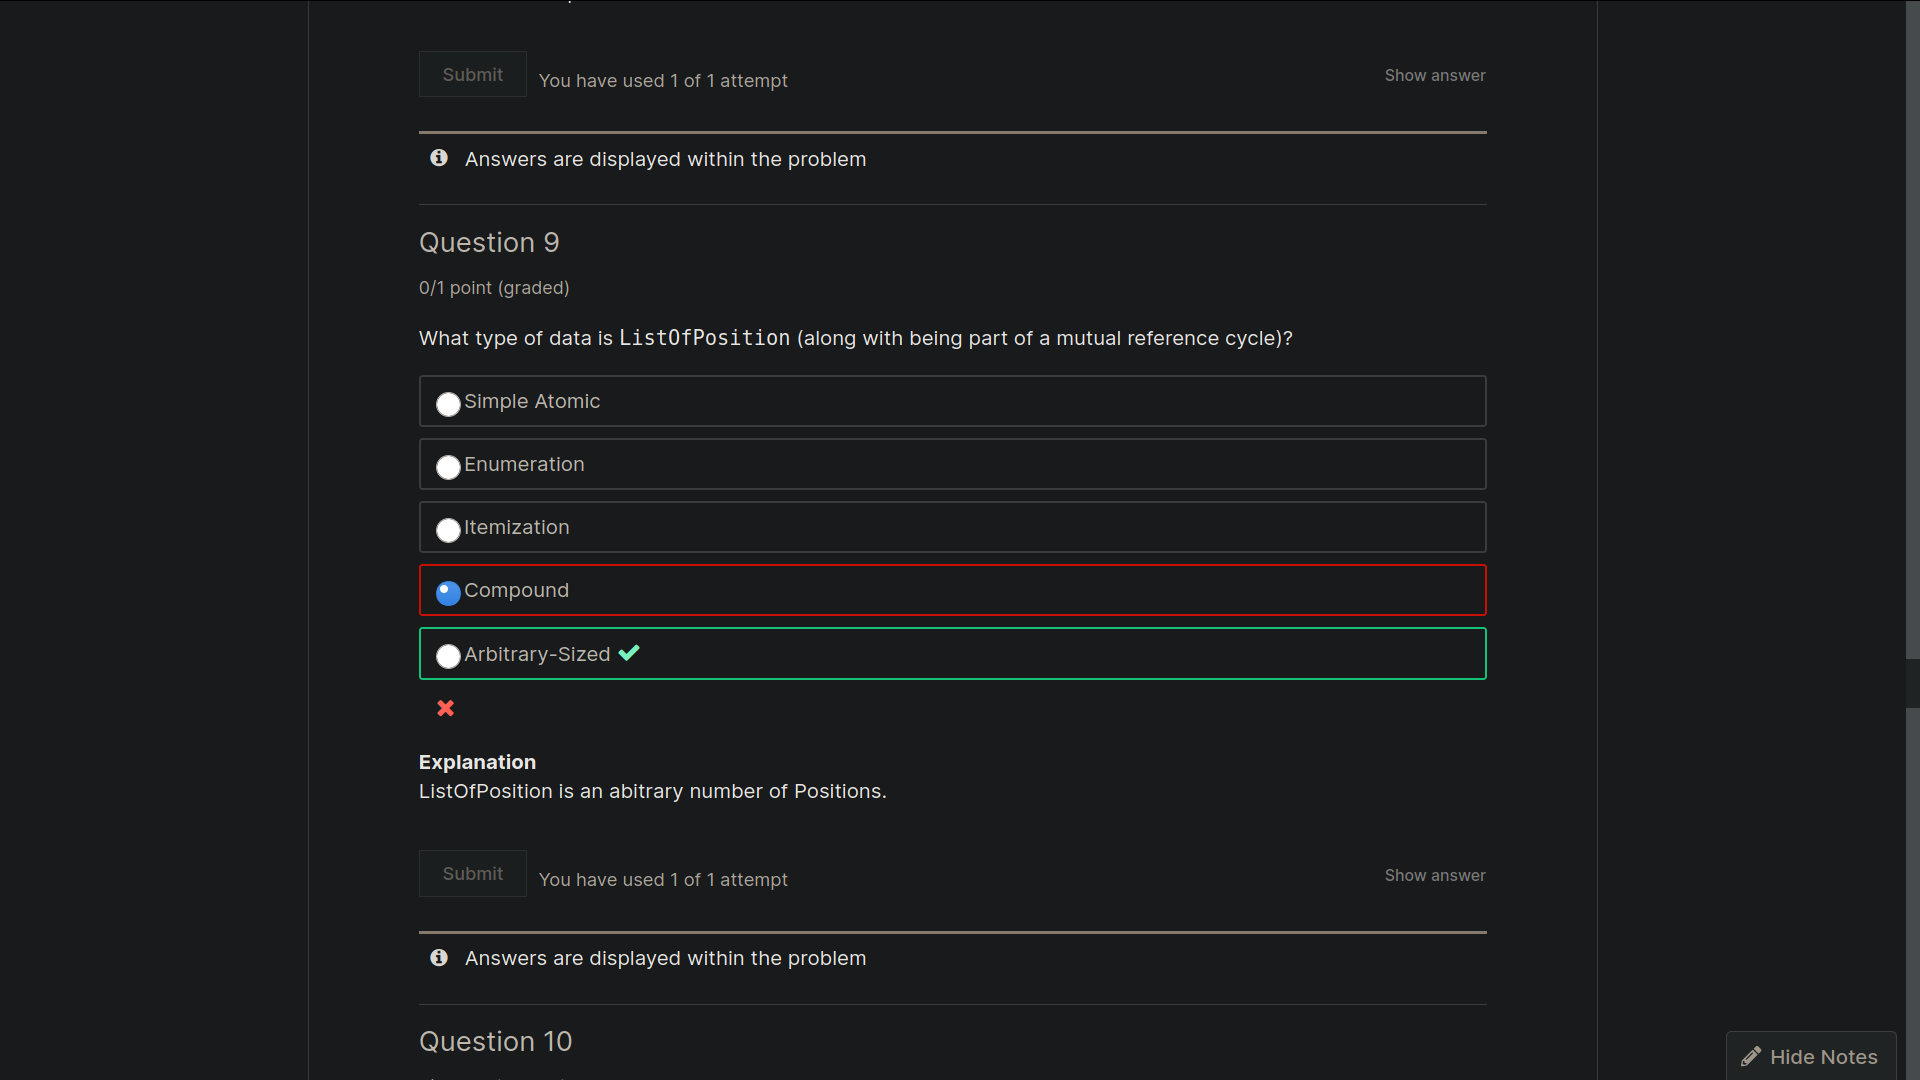 Submit
You have used 1 of 1 attempt
Show answer
Answers are displayed within the problem
Question 9
0/1 point (graded)
What type of data is ListOfPosition (along with being part of a mutual reference cycle)?
Simple Atomic
Enumeration
Itemization
Compound
Arbitrary-Sized
Explanation
ListOfPosition is an abitrary number of Positions.
Submit
You have used 1 of 1 attempt
Show answer
Answers are displayed within the problem
Question 10
Hide Notes